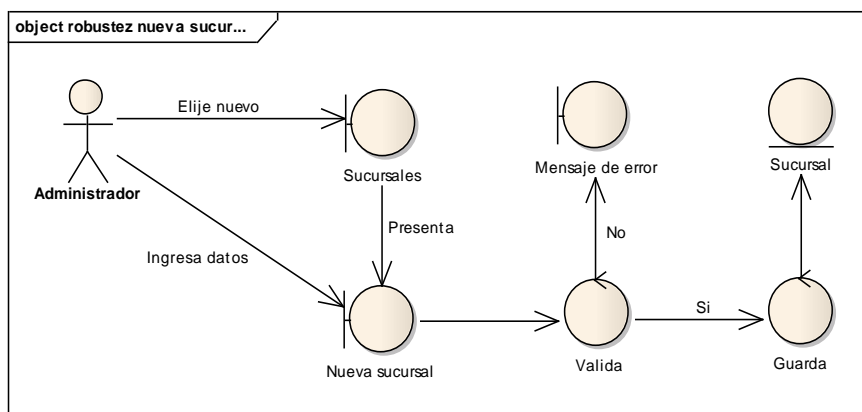 object robustez nueva sucur...
Elije nuevo
Administrador
Sucursales
Mensaje de error
Sucursal
Presenta
No
Ingresa datos
Si
Nueva sucursal
Valida
Guarda